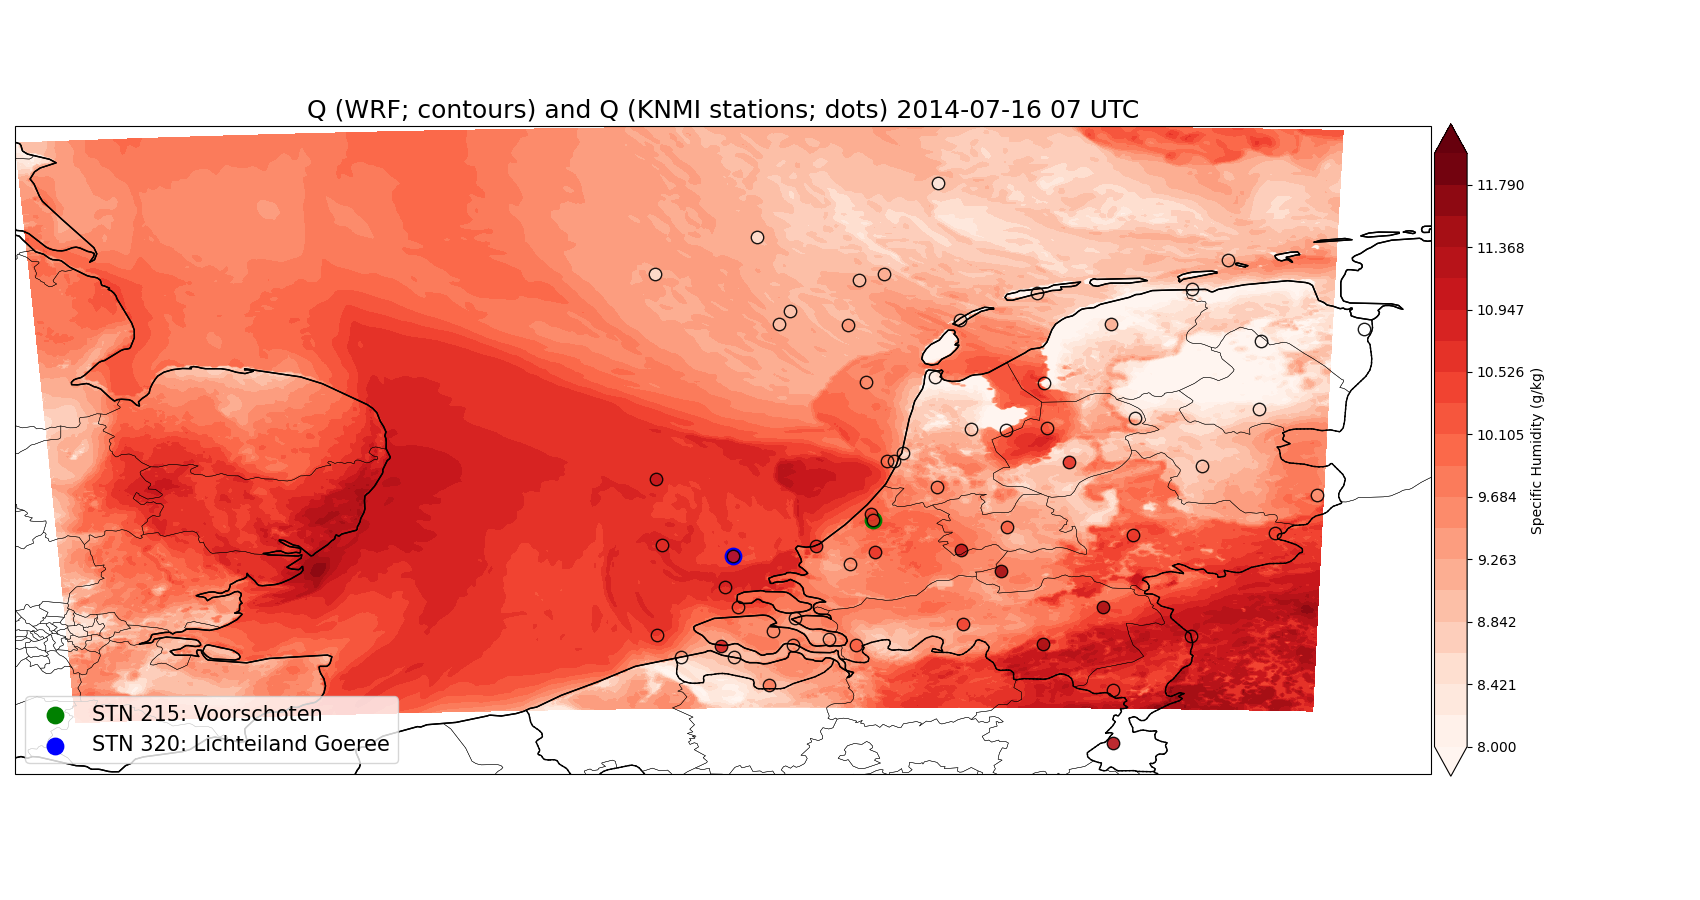 Q (WRF; contours) and Q (KNMI stations; dots) 2014-07-16 07 UTC
11.790
11.368
10.947
10.526
10.105
9.684
9.263
8.842
8.421
8.000
Specific Humidity (g/kg)
STN 215: Voorschoten
STN 320: Lichteiland Goeree